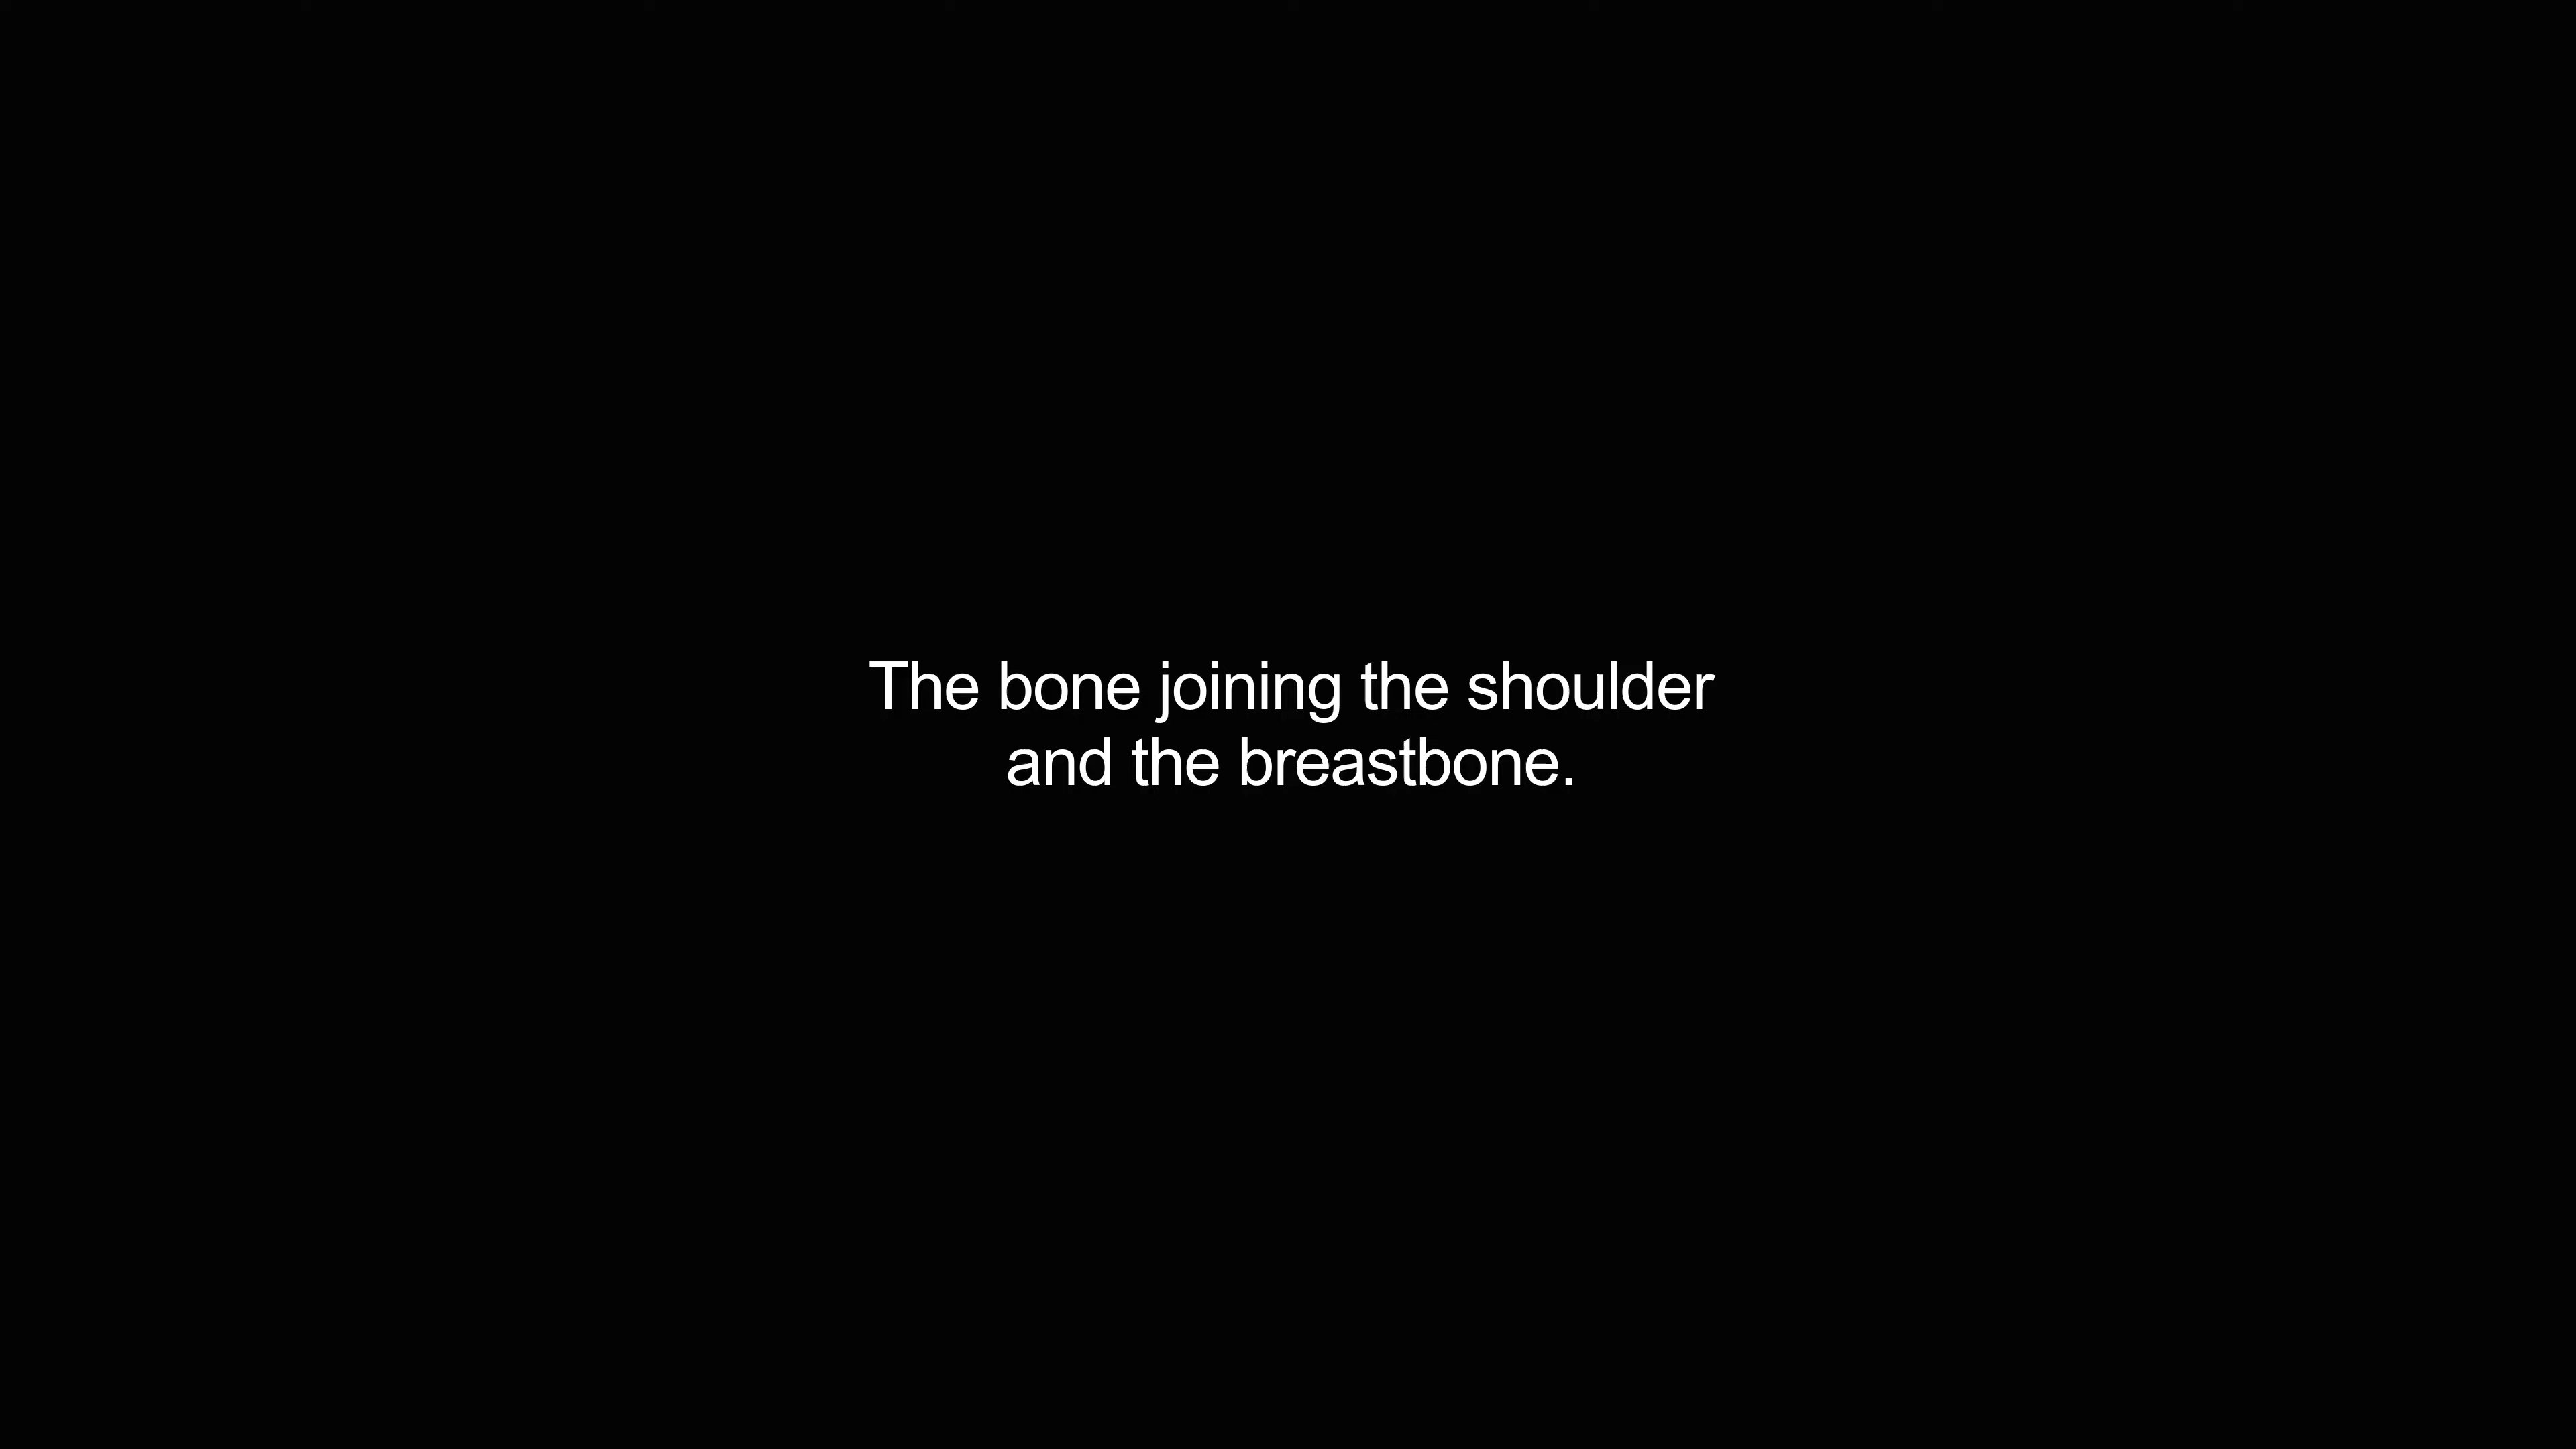 The bone joining the shoulder
and the breastbone.